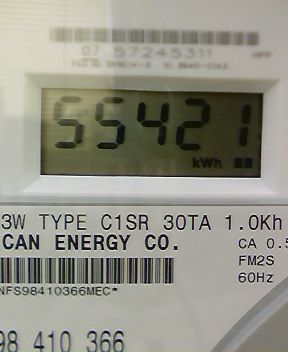 07 57245311
55421
kWh
3W TYPE C1SR 30TA 1.0Kh
CAN ENERGY CO.
CA 0.5
FM2S
60Hz
NFS98410366MEC*
98 410 366